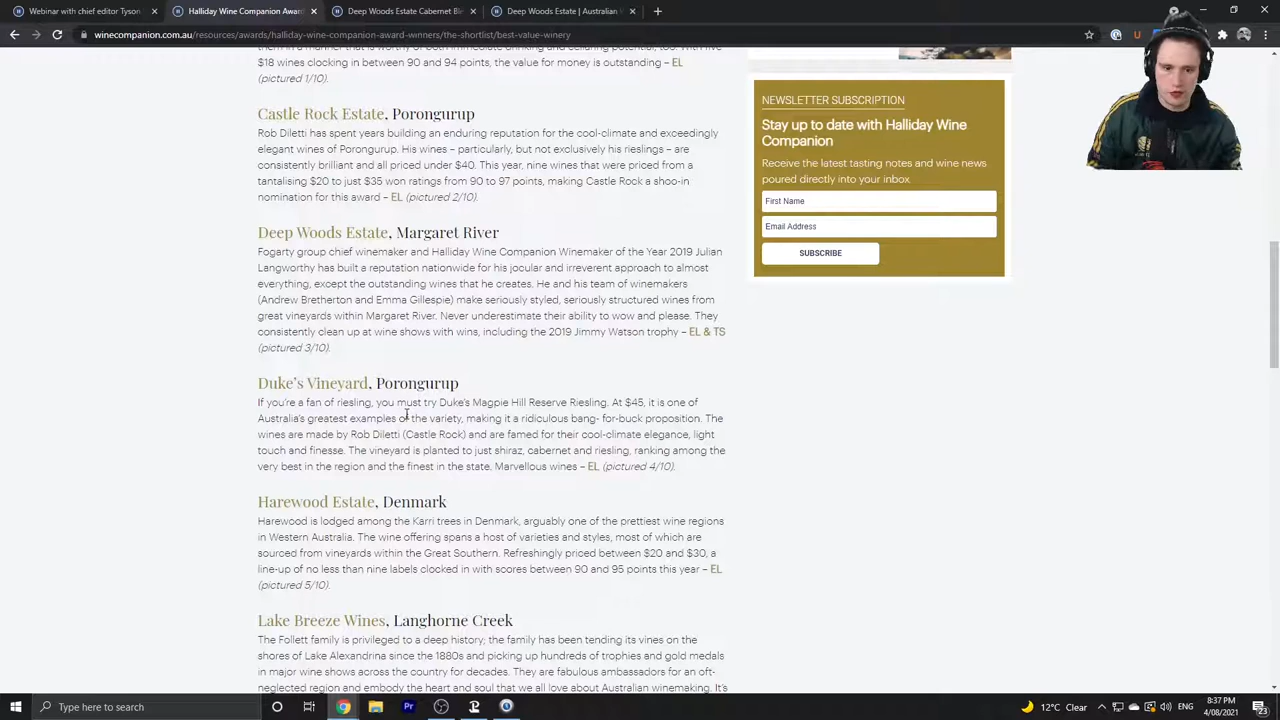 Webinar with chief editor Tyson
Halliday Wine Companion Award
Deep Woods Estate Cabernet Ble
Deep Woods Estate | Australian W
winecompanion.com.au/resources/awards/halliday-wine-companion-award-winners/the-shortlist/best-value-winery
them in a manner that is worthy of both immediate drinking and cellaring potential, too. With five
$18 wines clocking in between 90 and 94 points, the value for money is outstanding – EL
(pictured 1/10).
Castle Rock Estate, Porongurup
Rob Diletti has spent years building an enduring reputation for the cool-climate and exceedingly
elegant wines of Porongurup. His wines – particularly, but not exclusively his rieslings – are
consistently brilliant and all priced under $40. This year, nine wines that were priced from a
tantalising $20 to just $35 won ratings from 90 to 97 points, making Castle Rock a shoo-in
nomination for this award – EL (pictured 2/10).
Deep Woods Estate, Margaret River
Fogarty group chief winemaker and Halliday Wine Companion Winemaker of the Year 2019 Julian
Langworthy has built a reputation nationwide for his jocular and irreverent approach to almost
everything, except the outstanding wines that he creates. He and his team of winemakers
(Andrew Bretherton and Emma Gillespie) make seriously styled, seriously structured wines from
great vineyards within Margaret River. Never underestimate their ability to wow and please. They
consistently clean up at wine shows with wins, including the 2019 Jimmy Watson trophy – EL & TS
(pictured 3/10).
Duke's Vineyard, Porongurup
If you're a fan of riesling, you must try Duke's Magpie Hill Reserve Riesling. At $45, it is one of
Australia's greatest examples of the variety, making it a ridiculous bang- for-buck proposition. The
wines are made by Rob Diletti (Castle Rock) and are famed for their cool-climate elegance, light
touch and finesse. The vineyard is planted to just shiraz, cabernet and riesling, ranking among the
very best in the region and the finest in the state. Marvellous wines – EL (pictured 4/10).
Harewood Estate, Denmark
Harewood is lodged among the Karri trees in Denmark, arguably one of the prettiest wine regions
in Western Australia. The wine offering spans a host of varieties and styles, most of which are
sourced from vineyards within the Great Southern. Refreshingly priced between $20 and $30, a
line-up of no less than nine labels clocked in with scores between 90 and 95 points this year – EL
(pictured 5/10).
Lake Breeze Wines, Langhorne Creek
The Follett family is privileged to a deep history; the family has been tending its vines on the
shores of Lake Alexandrina since the 1880s and picking up hundreds of trophies and gold medals
in major wine shows across the country for decades. They are fabulous ambassadors for an oft-
neglected region and embody the heart and soul that we all love about Australian winemaking. It's
NEWSLETTER SUBSCRIPTION
Stay up to date with Halliday Wine
Companion
Receive the latest tasting notes and wine news
poured directly into your inbox
First Name
Email Address
SUBSCRIBE
Type here to search
Pr
12°C Clear
ENG
8:37 PM
4/08/2021
23